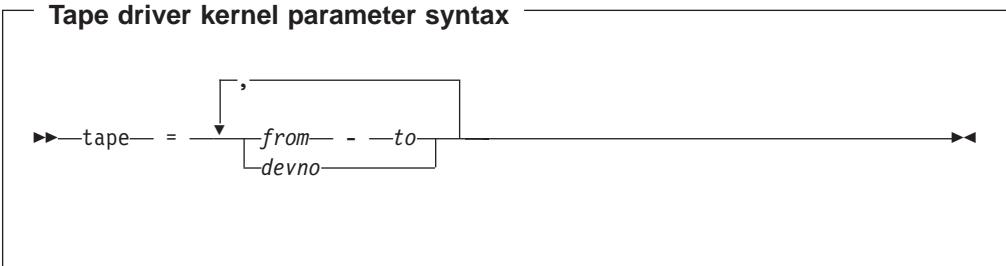 Tape driver kernel parameter syntax
,
tape = from - to
devno